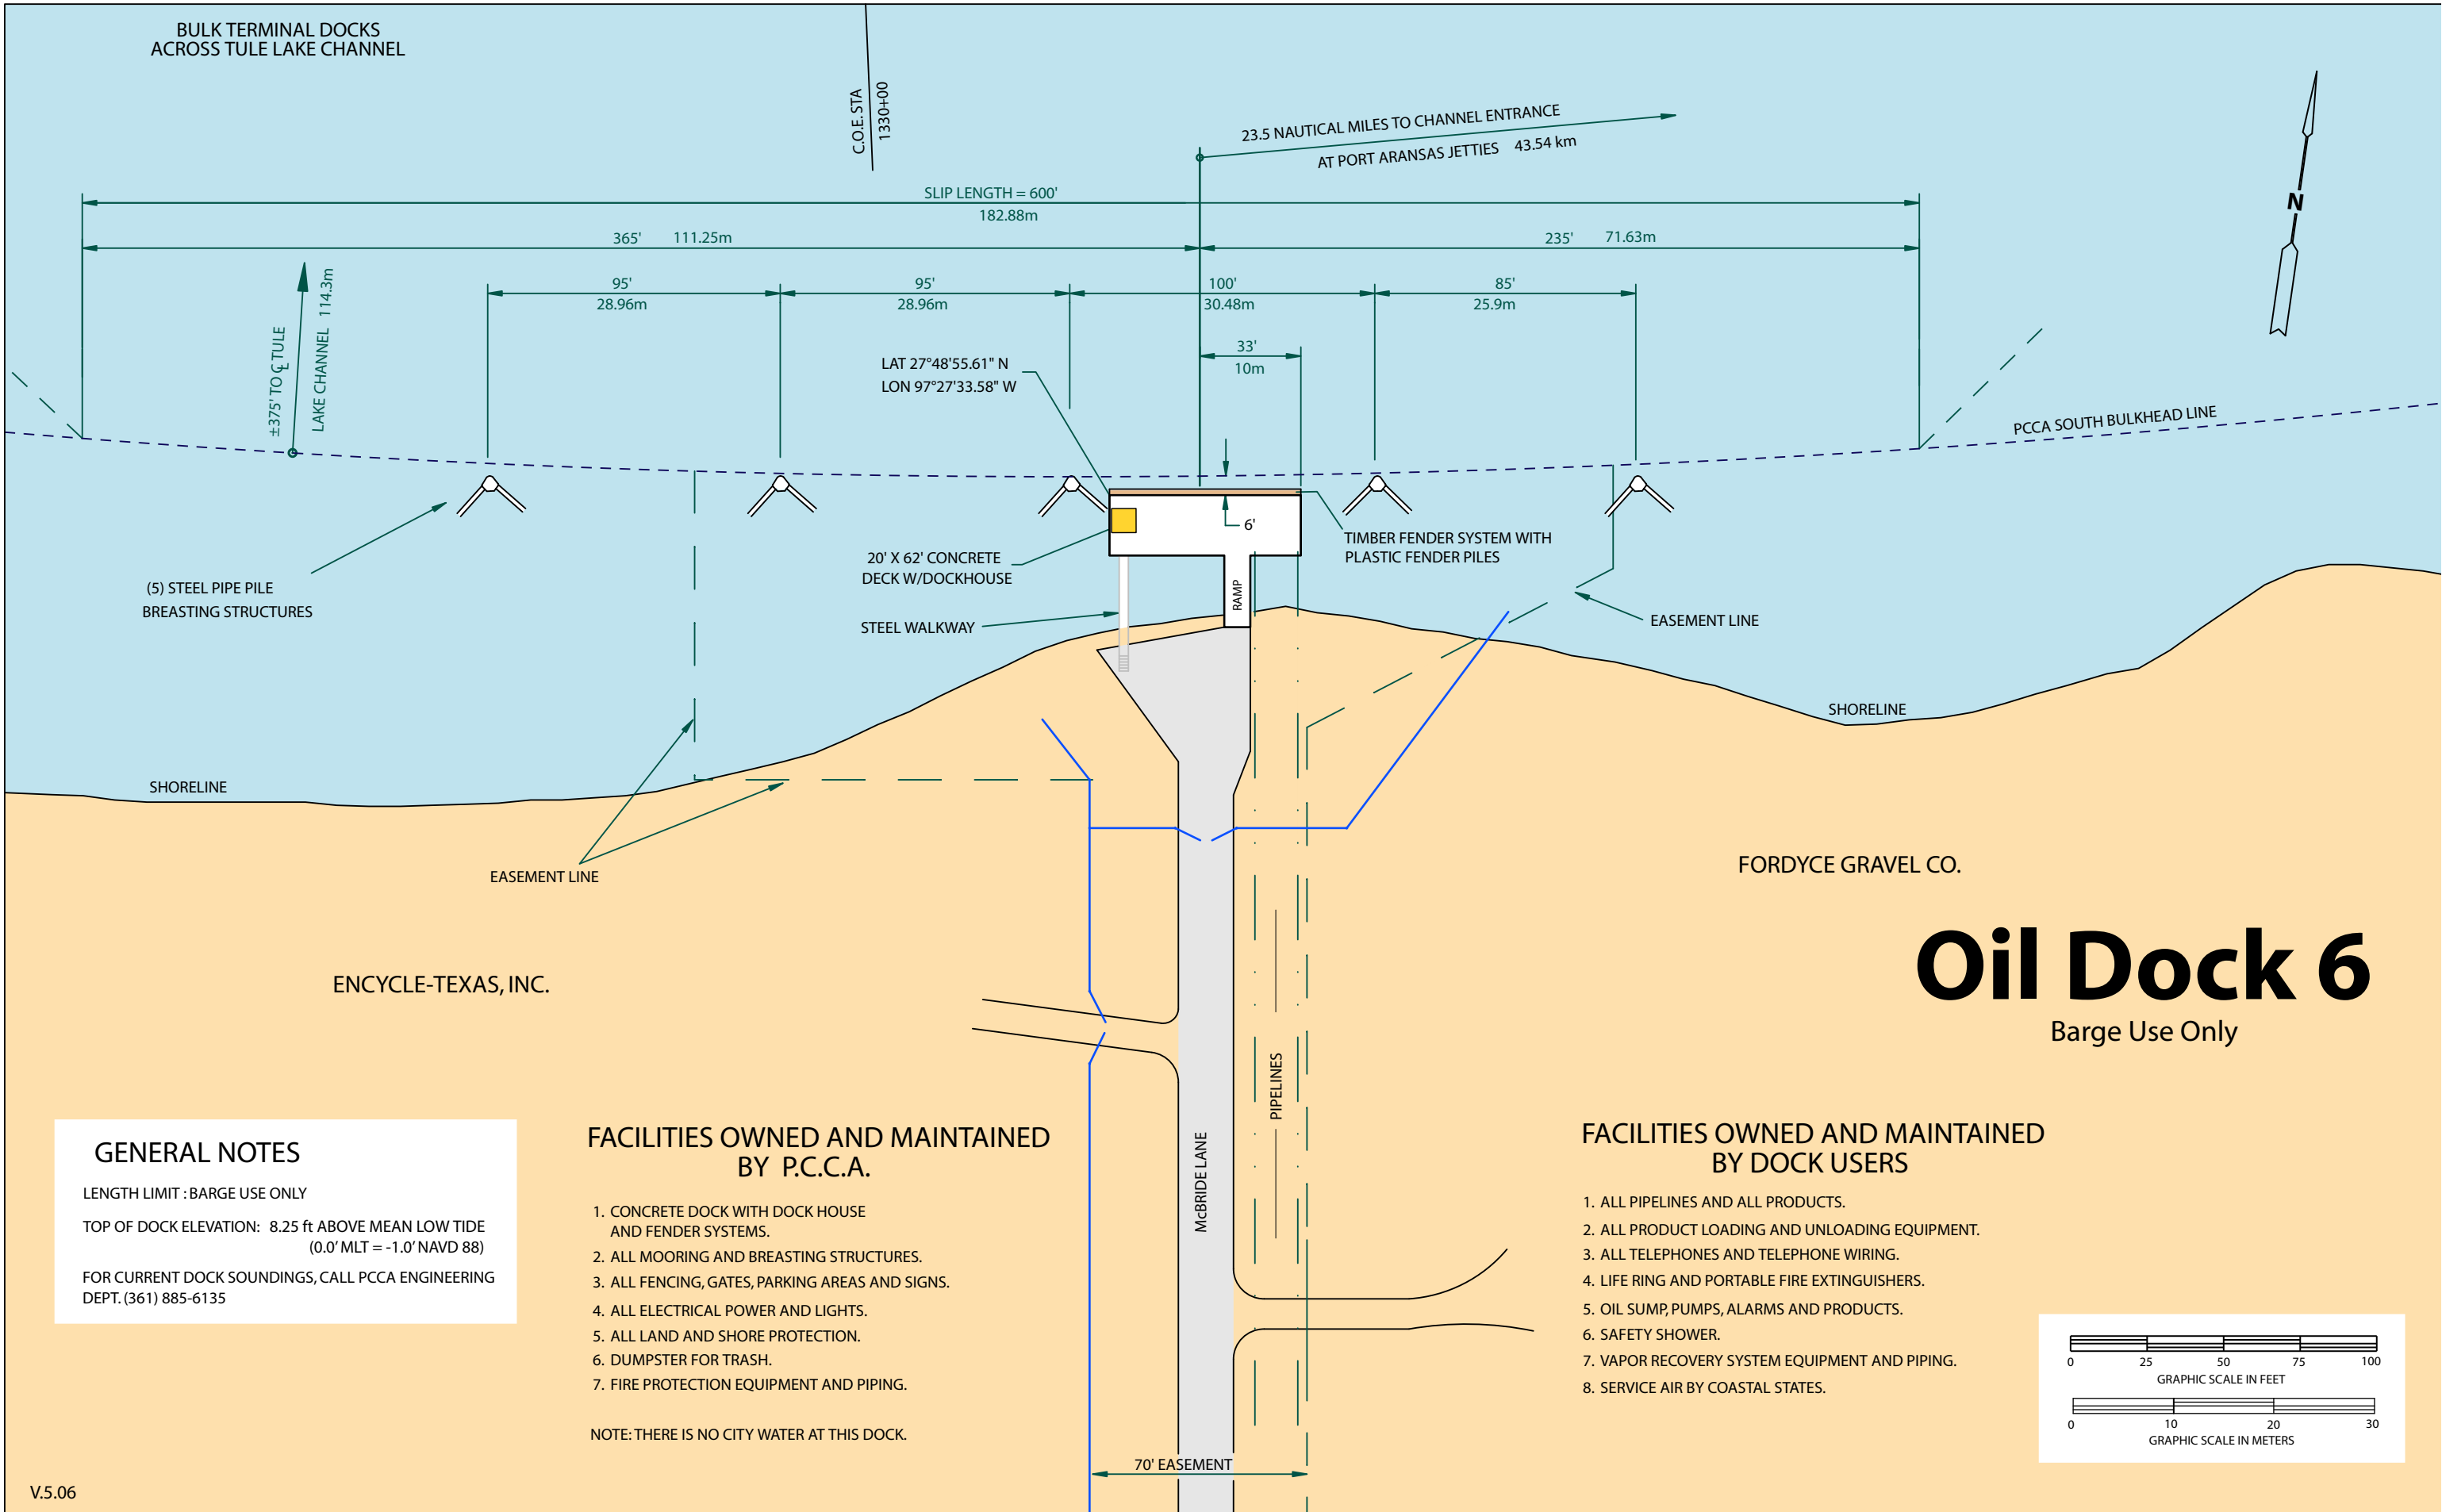 BULK TERMINAL DOCKS
ACROSS TULE LAKE CHANNEL
C.O.E. STA
1330+00
23.5 NAUTICAL MILES TO CHANNEL ENTRANCE
AT PORT ARANSAS JETTIES 43.54 km
N
SLIP LENGTH = 600'
182.88m
365' 111.25m
235' 71.63m
95'
28.96m
95'
28.96m
100'
30.48m
85'
25.9m
33'
10m
±375' TO ℄ TULE
LAKE CHANNEL 114.3m
LAT 27°48'55.61" N
LON 97°27'33.58" W
PCCA SOUTH BULKHEAD LINE
6'
TIMBER FENDER SYSTEM WITH
PLASTIC FENDER PILES
20' X 62' CONCRETE
DECK W/DOCKHOUSE
(5) STEEL PIPE PILE
BREASTING STRUCTURES
RAMP
STEEL WALKWAY
EASEMENT LINE
SHORELINE
SHORELINE
EASEMENT LINE
FORDYCE GRAVEL CO.
ENCYCLE-TEXAS, INC.
Oil Dock 6
Barge Use Only
PIPELINES
McBRIDE LANE
GENERAL NOTES
LENGTH LIMIT : BARGE USE ONLY
TOP OF DOCK ELEVATION: 8.25 ft ABOVE MEAN LOW TIDE
(0.0' MLT = -1.0' NAVD 88)
FOR CURRENT DOCK SOUNDINGS, CALL PCCA ENGINEERING
DEPT. (361) 885-6135
FACILITIES OWNED AND MAINTAINED
BY P.C.C.A.
1. CONCRETE DOCK WITH DOCK HOUSE
AND FENDER SYSTEMS.
2. ALL MOORING AND BREASTING STRUCTURES.
3. ALL FENCING, GATES, PARKING AREAS AND SIGNS.
4. ALL ELECTRICAL POWER AND LIGHTS.
5. ALL LAND AND SHORE PROTECTION.
6. DUMPSTER FOR TRASH.
7. FIRE PROTECTION EQUIPMENT AND PIPING.
NOTE: THERE IS NO CITY WATER AT THIS DOCK.
FACILITIES OWNED AND MAINTAINED
BY DOCK USERS
1. ALL PIPELINES AND ALL PRODUCTS.
2. ALL PRODUCT LOADING AND UNLOADING EQUIPMENT.
3. ALL TELEPHONES AND TELEPHONE WIRING.
4. LIFE RING AND PORTABLE FIRE EXTINGUISHERS.
5. OIL SUMP, PUMPS, ALARMS AND PRODUCTS.
6. SAFETY SHOWER.
7. VAPOR RECOVERY SYSTEM EQUIPMENT AND PIPING.
8. SERVICE AIR BY COASTAL STATES.
0 25 50 75 100
GRAPHIC SCALE IN FEET
0 10 20 30
GRAPHIC SCALE IN METERS
70' EASEMENT
V.5.06